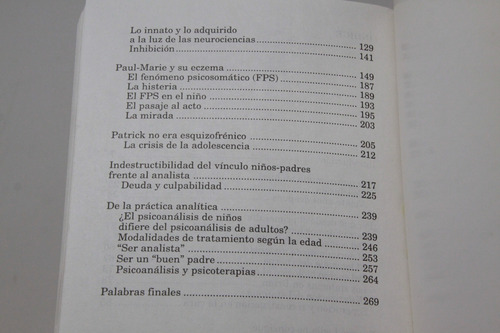 Lo innato y lo adquirido
a la luz de las neurociencias ........ 129
Inhibición ........ 141
Paul-Marie y su eczema ........ 149
El fenómeno psicosomático (FPS) ........ 187
La histeria ........ 189
El FPS en el niño ........ 193
El pasaje al acto ........ 195
La mirada ........ 203
Patrick no era esquizofrénico ........ 205
La crisis de la adolescencia ........ 212
Indestructibilidad del vínculo niños-padres
frente al analista ........ 217
Deuda y culpabilidad ........ 225
De la práctica analítica ........ 239
¿El psicoanálisis de niños
difiere del psicoanálisis de adultos? ........ 239
Modalidades de tratamiento según la edad ........ 246
"Ser analista" ........ 253
Ser un "buen" padre ........ 257
Psicoanálisis y psicoterapias ........ 264
Palabras finales ........ 269